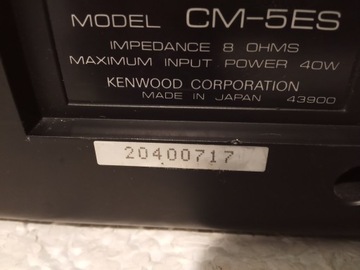 MODEL CM-5ES
IMPEDANCE 8 OHMS
MAXIMUM INPUT POWER 40W
KENWOOD CORPORATION
MADE IN JAPAN 43900
20400717